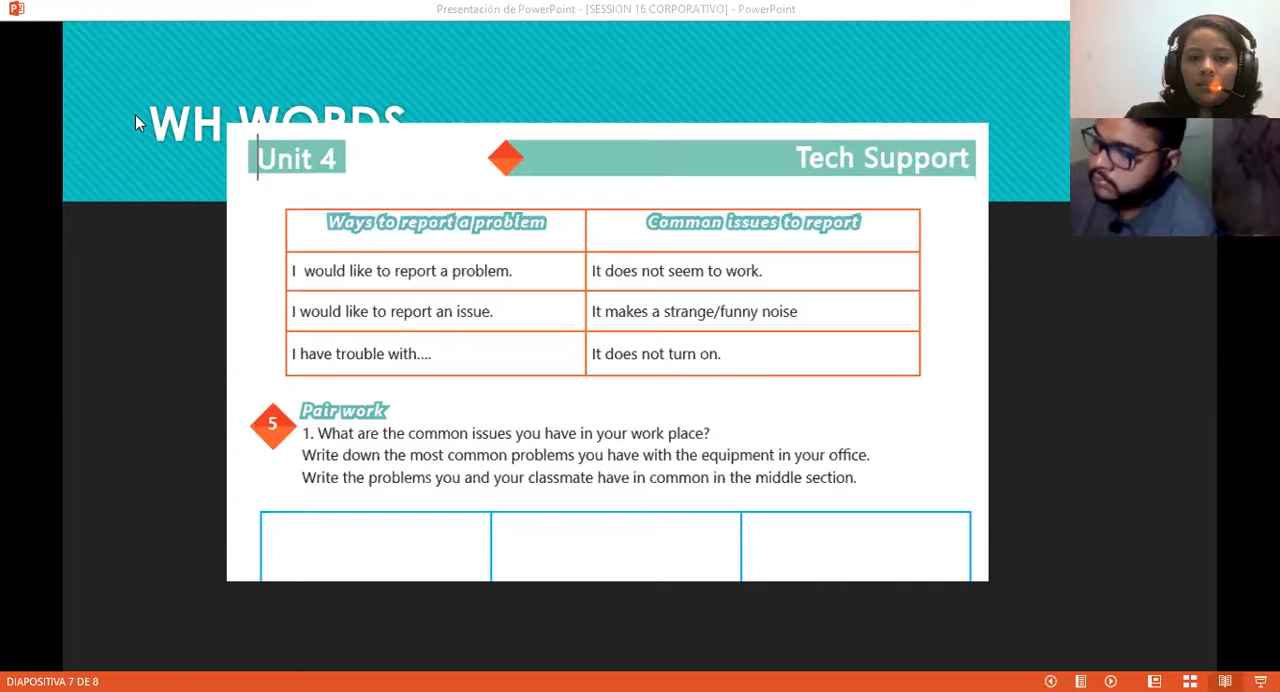 Presentación de PowerPoint - [SESSION 16 CORPORATIVO] - PowerPoint
WH WORDS
Unit 4
Tech Support
Ways to report a problem
Common issues to report
I would like to report a problem.
It does not seem to work.
I would like to report an issue.
It makes a strange/funny noise
I have trouble with....
It does not turn on.
5
Pair work
1. What are the common issues you have in your work place?
Write down the most common problems you have with the equipment in your office.
Write the problems you and your classmate have in common in the middle section.
DIAPOSITIVA 7 DE 8